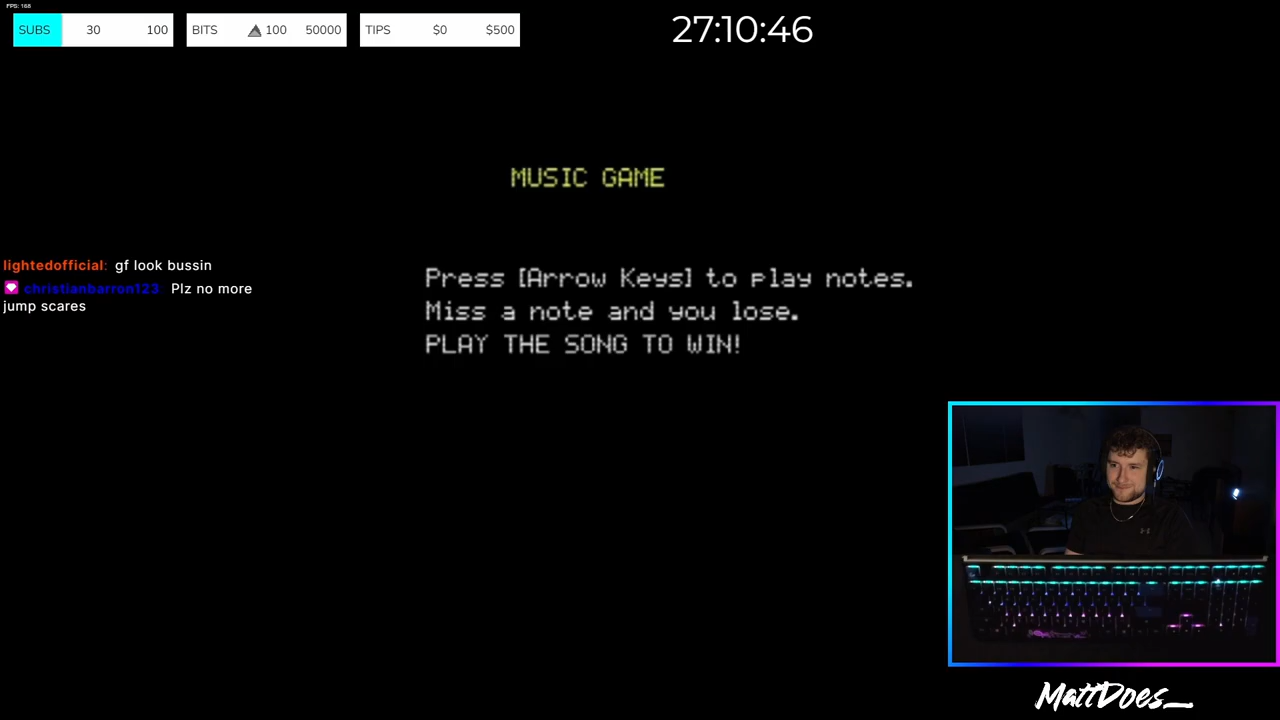 FPS: 168
SUBS 30 100 BITS 100 50000 TIPS $0 $500 27:10:46
MUSIC GAME
lightedofficial: gf look bussin
christianbarron123: Plz no more
jump scares
Press [Arrow Keys] to play notes.
Miss a note and you lose.
PLAY THE SONG TO WIN!
MattDoes_